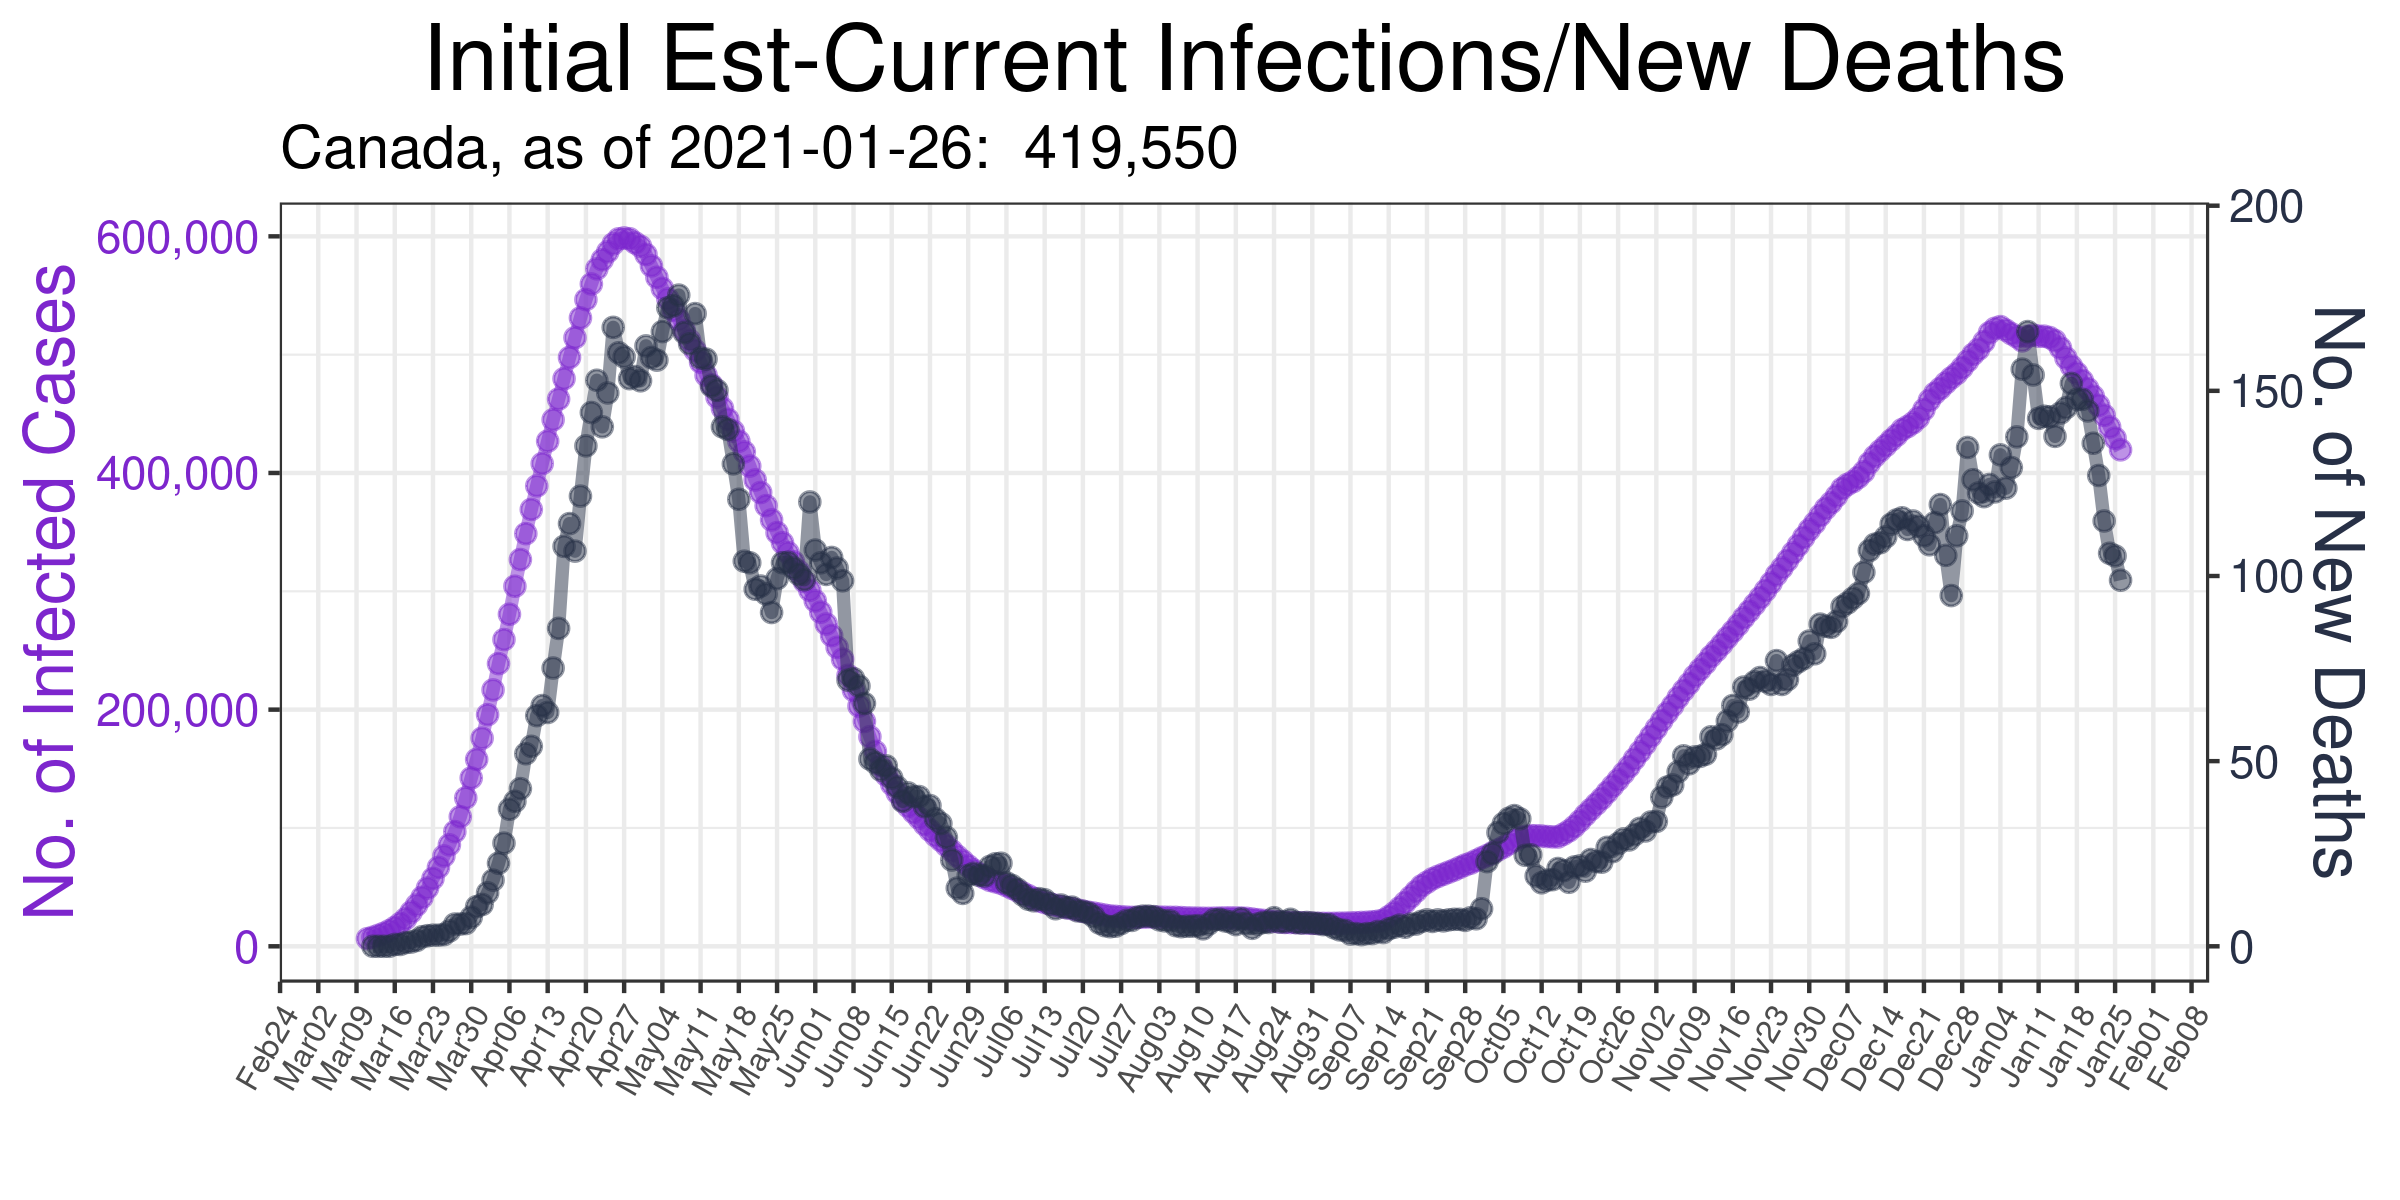 Initial Est-Current Infections/New Deaths
Canada, as of 2021-01-26:  419,550
No. of Infected Cases
600,000
400,000
200,000
0
200
150
100
50
0
No. of New Deaths
Feb24
Mar02
Mar09
Mar16
Mar23
Mar30
Apr06
Apr13
Apr20
Apr27
May04
May11
May18
May25
Jun01
Jun08
Jun15
Jun22
Jun29
Jul06
Jul13
Jul20
Jul27
Aug03
Aug10
Aug17
Aug24
Aug31
Sep07
Sep14
Sep21
Sep28
Oct05
Oct12
Oct19
Oct26
Nov02
Nov09
Nov16
Nov23
Nov30
Dec07
Dec14
Dec21
Dec28
Jan04
Jan11
Jan18
Jan25
Feb01
Feb08